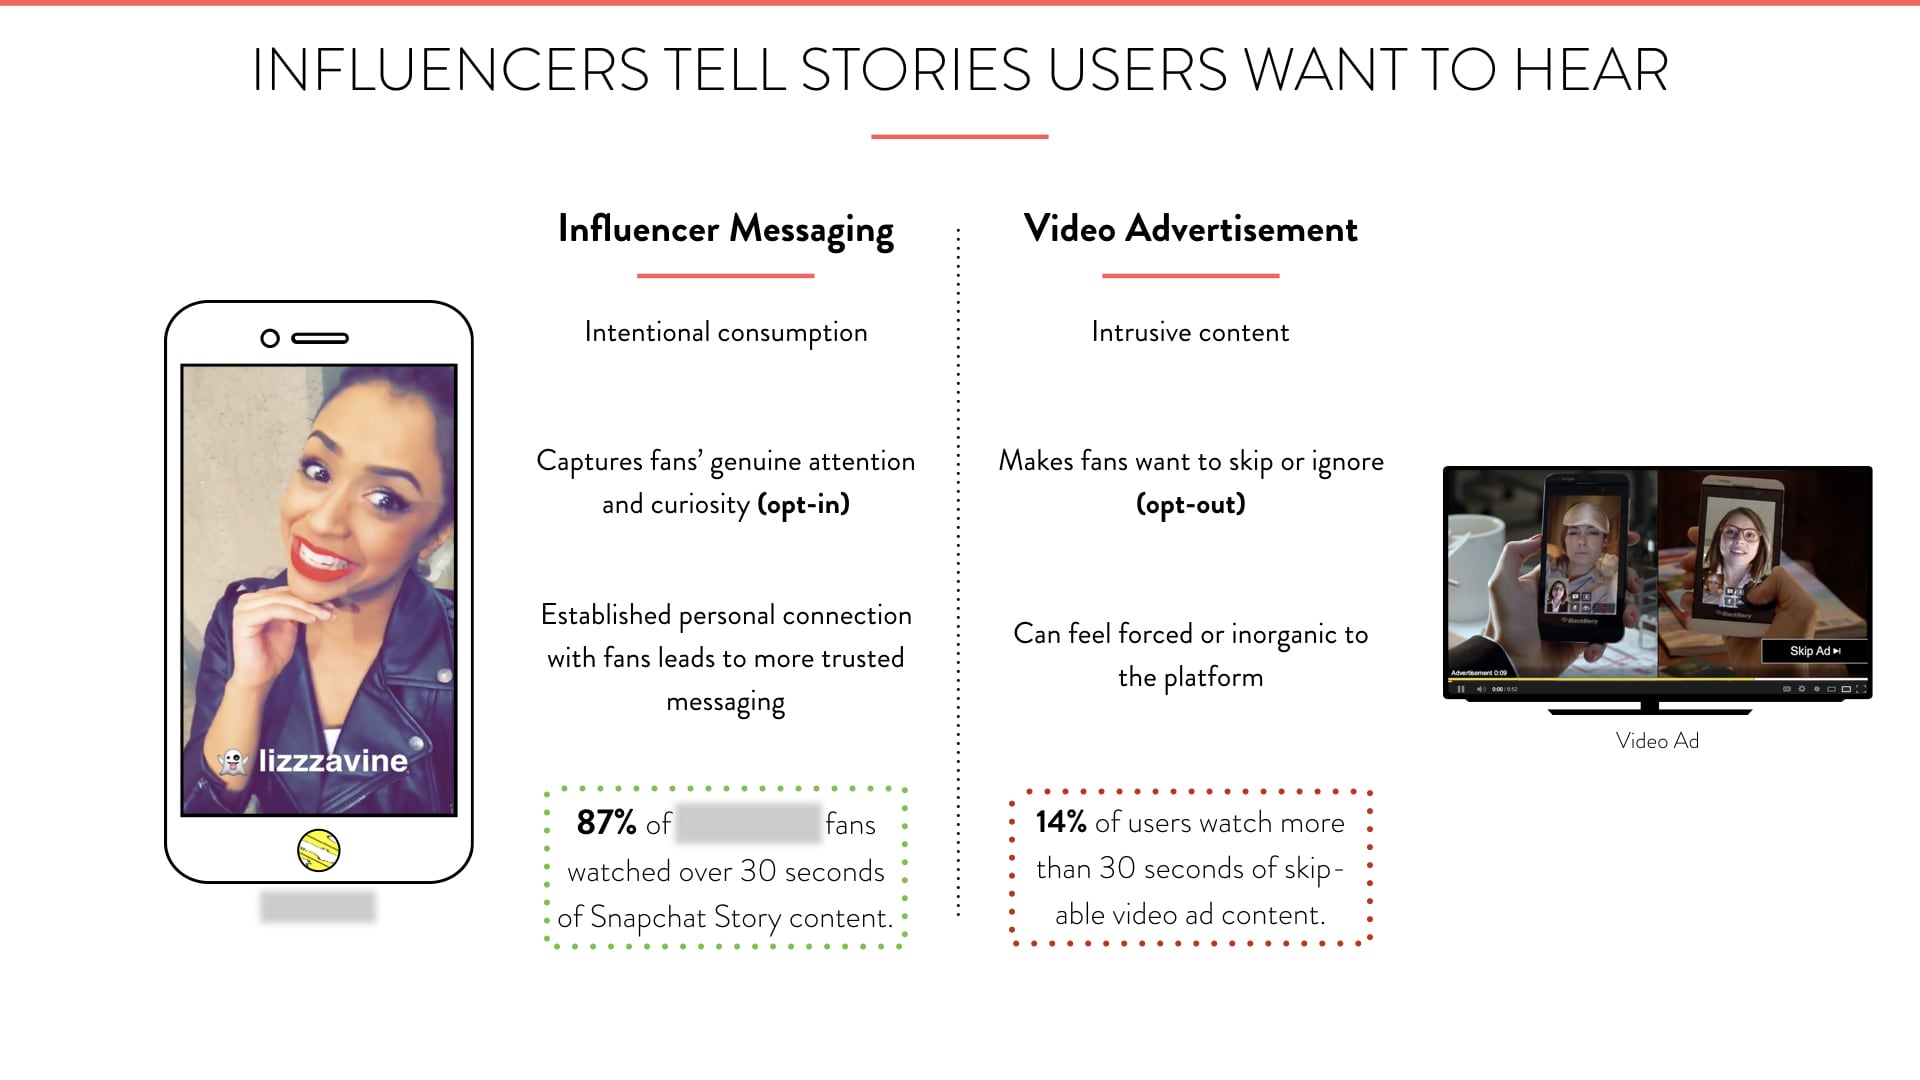 INFLUENCERS TELL STORIES USERS WANT TO HEAR
Influencer Messaging
Intentional consumption
Captures fans' genuine attention
and curiosity (opt-in)
Established personal connection
with fans leads to more trusted
messaging
87% of fans
watched over 30 seconds
of Snapchat Story content.
Video Advertisement
Intrusive content
Makes fans want to skip or ignore
(opt-out)
Can feel forced or inorganic to
the platform
14% of users watch more
than 30 seconds of skip-
able video ad content.
lizzzavine
BlackBerry
BlackBerry
Skip Ad
Advertisement 0:09
0:00 / 6:52
Video Ad